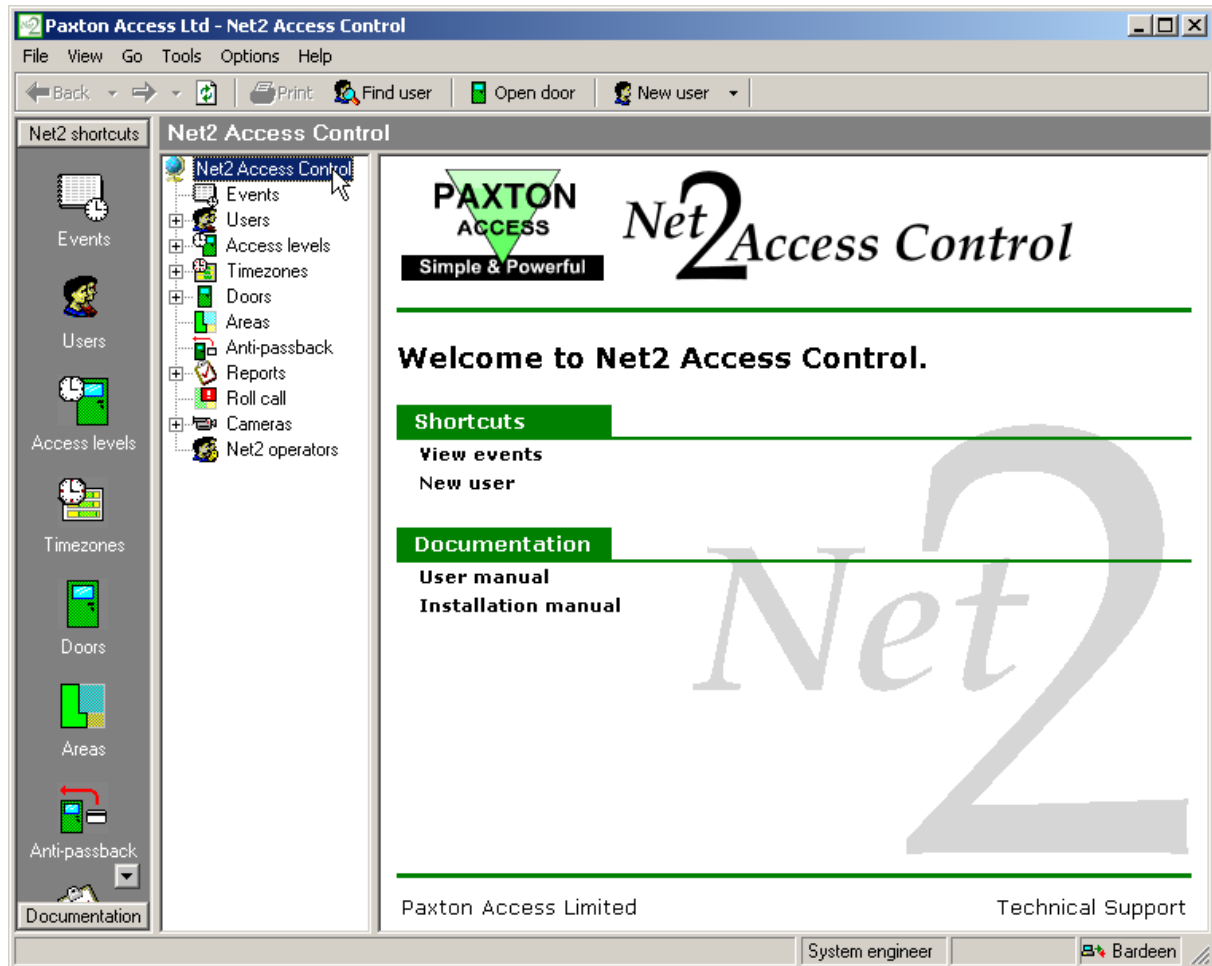 Paxton Access Ltd - Net2 Access Control
File View Go Tools Options Help
Back Print Find user Open door New user
Net2 shortcuts
Net2 Access Control
Events
Users
Access levels
Timezones
Doors
Areas
Anti-passback
Documentation
Net2 Access Control
Events
Users
Access levels
Timezones
Doors
Areas
Anti-passback
Reports
Roll call
Cameras
Net2 operators
PAXTON
ACCESS
Simple & Powerful
Net2 Access Control
Welcome to Net2 Access Control.
Shortcuts
View events
New user
Documentation
User manual
Installation manual
Net2
Paxton Access Limited
Technical Support
System engineer
Bardeen